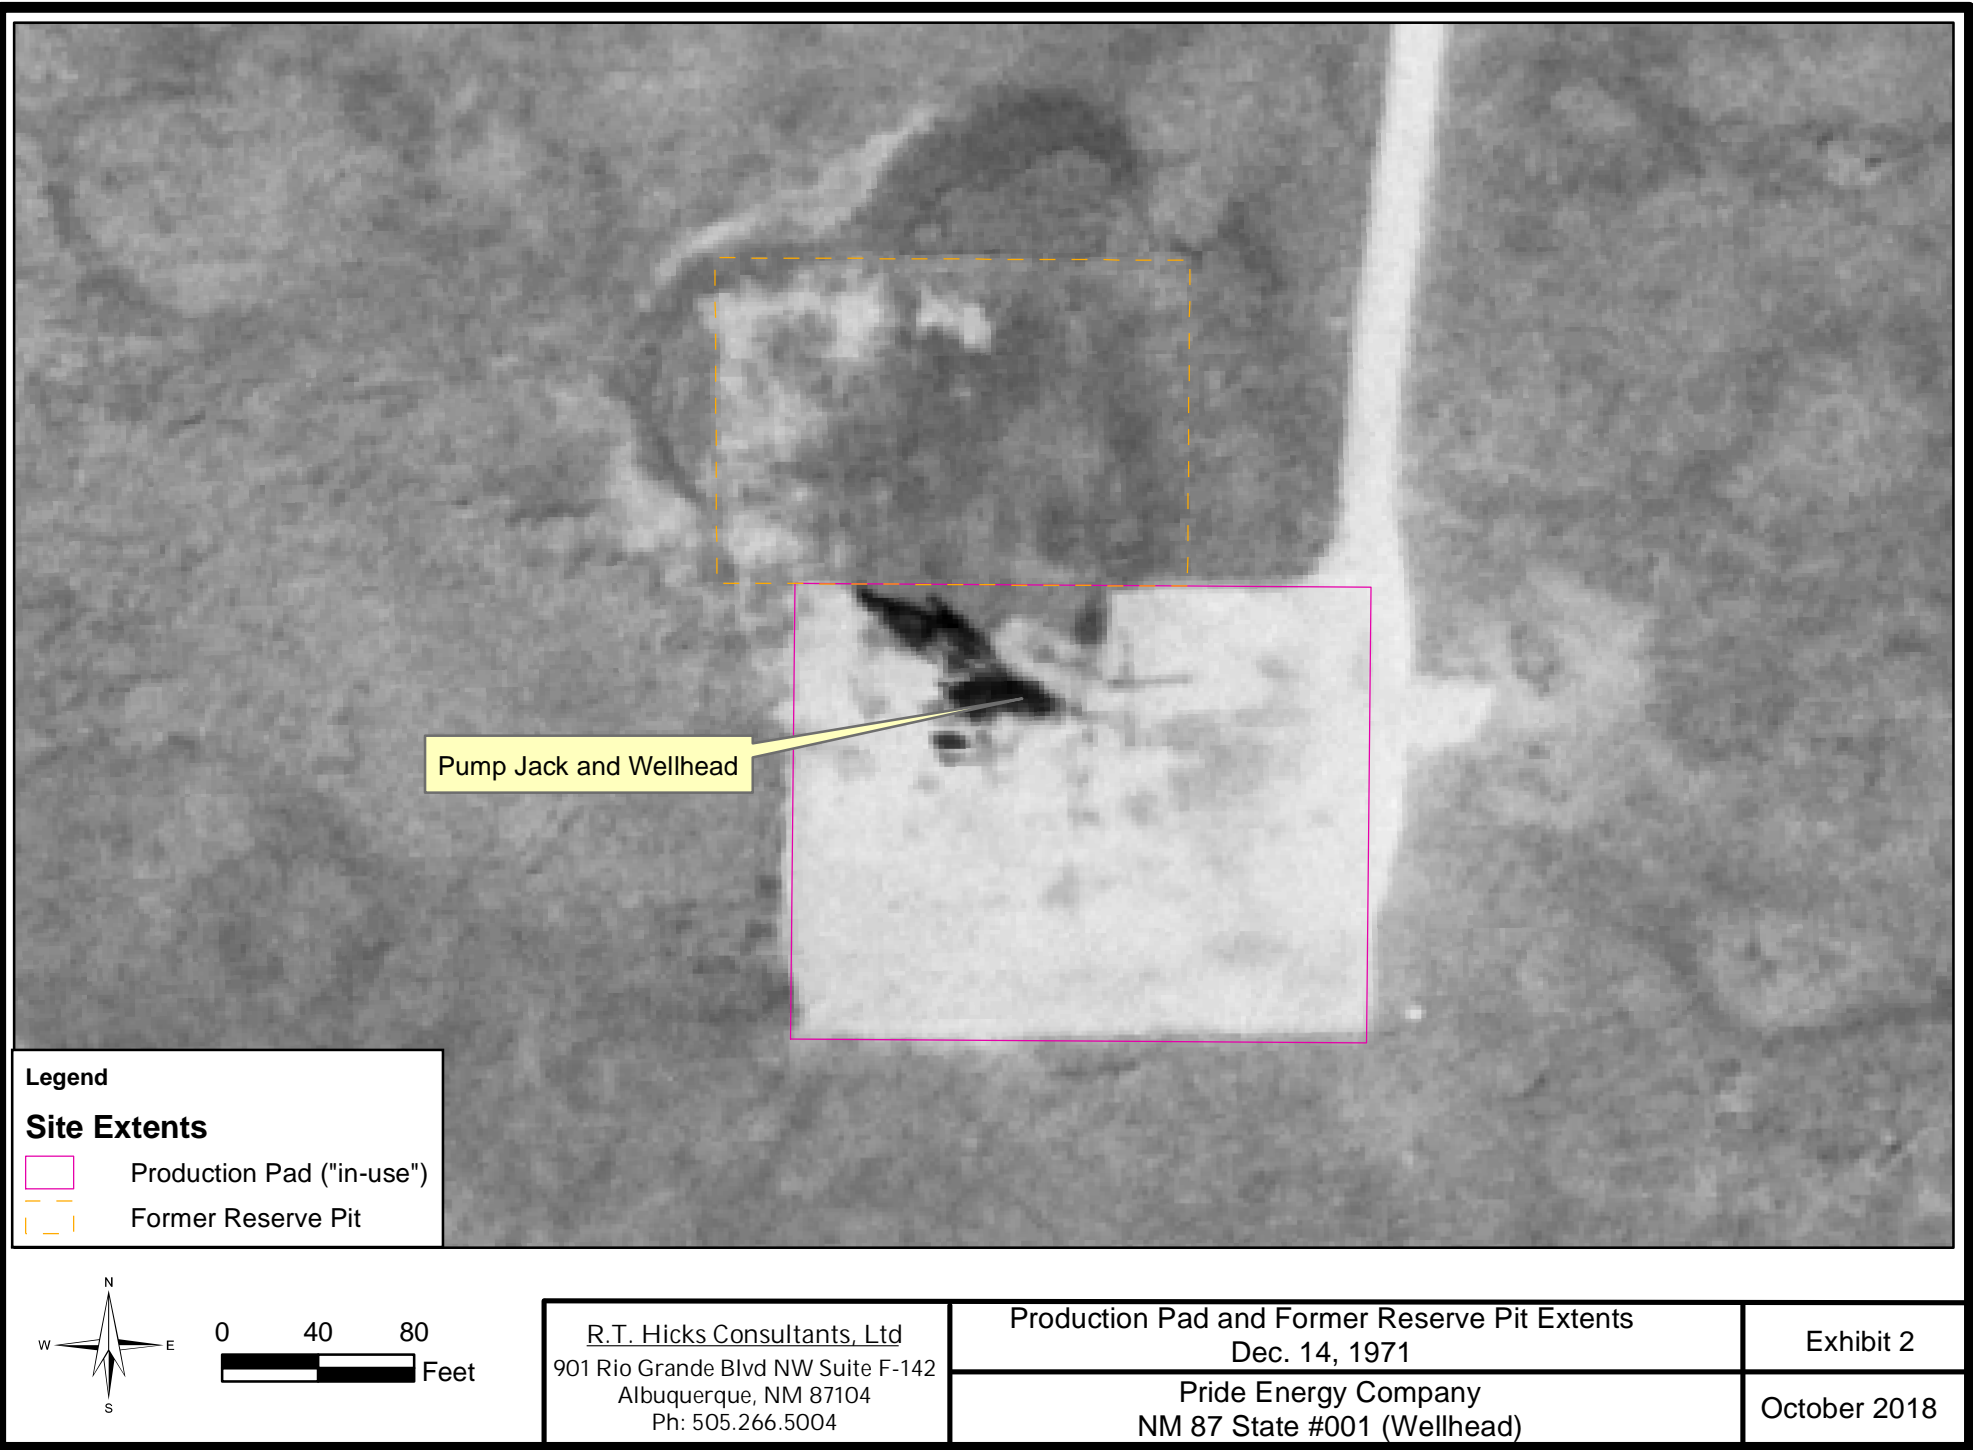 Pump Jack and Wellhead
Legend
Site Extents
Production Pad ("in-use")
Former Reserve Pit
N
W
E
S
0 40 80
Feet
R.T. Hicks Consultants, Ltd
901 Rio Grande Blvd NW Suite F-142
Albuquerque, NM 87104
Ph: 505.266.5004
Production Pad and Former Reserve Pit Extents
Dec. 14, 1971
Pride Energy Company
NM 87 State #001 (Wellhead)
Exhibit 2
October 2018